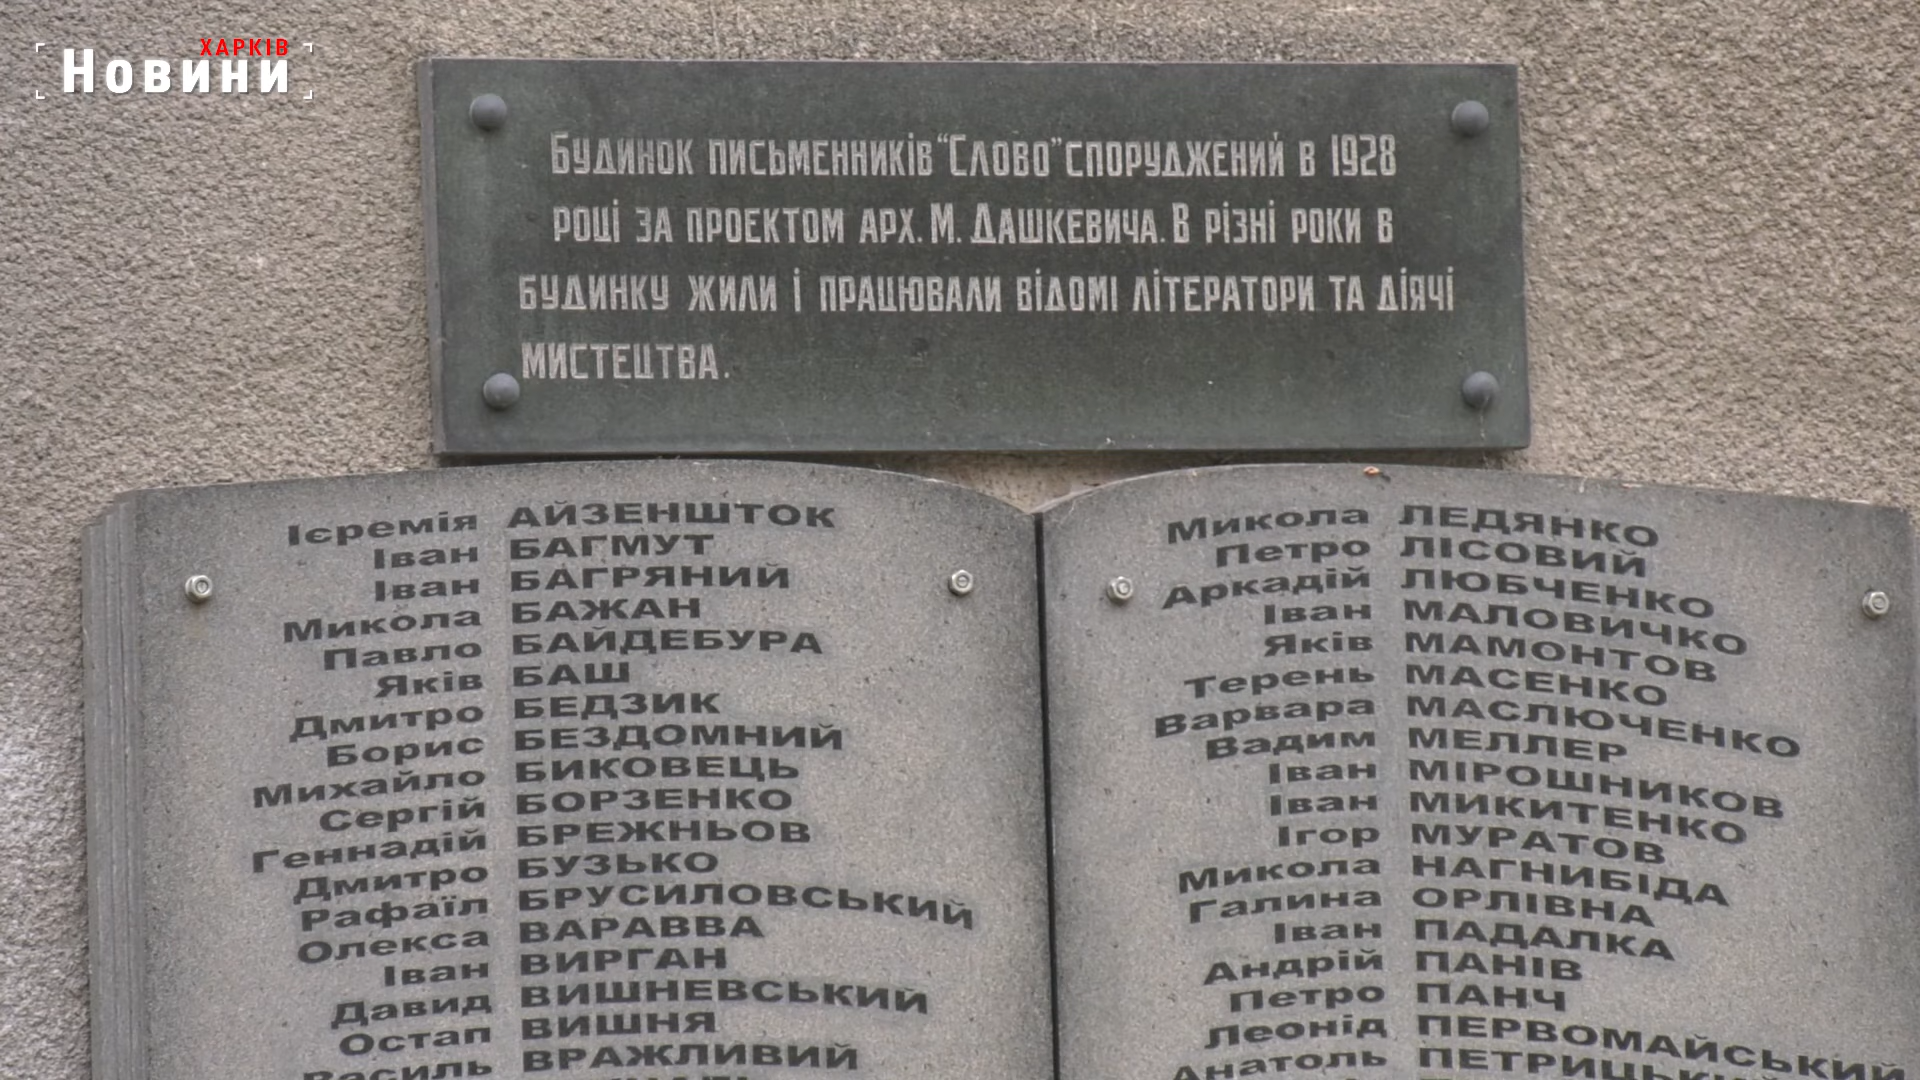 ХАРКІВ
Новини
Будинок письменників "Слово" споруджений в 1928
році за проектом арх. М. Дашкевича. В різні роки в
будинку жили і працювали відомі літератори та діячі
мистецтва.
Ієремія АЙЗЕНШТОК
Іван БАГМУТ
Іван БАГРЯНИЙ
Микола БАЖАН
Павло БАЙДЕБУРА
Яків БАШ
Дмитро БЕДЗИК
Борис БЕЗДОМНИЙ
Михайло БИКОВЕЦЬ
Сергій БОРЗЕНКО
Геннадій БРЕЖНЬОВ
Дмитро БУЗЬКО
Рафаїл БРУСИЛОВСЬКИЙ
Олекса ВАРАВВА
Іван ВИРГАН
Давид ВИШНЕВСЬКИЙ
Остап ВИШНЯ
Василь ВРАЖЛИВИЙ
Микола ЛЕДЯНКО
Петро ЛІСОВИЙ
Аркадій ЛЮБЧЕНКО
Іван МАЛОВИЧКО
Яків МАМОНТОВ
Терень МАСЕНКО
Варвара МАСЛЮЧЕНКО
Вадим МЕЛЛЕР
Іван МІРОШНИКОВ
Іван МИКИТЕНКО
Ігор МУРАТОВ
Микола НАГНИБІДА
Галина ОРЛІВНА
Іван ПАДАЛКА
Андрій ПАНІВ
Петро ПАНЧ
Леонід ПЕРВОМАЙСЬКИЙ
Анатоль ПЕТРИЦЬКИЙ